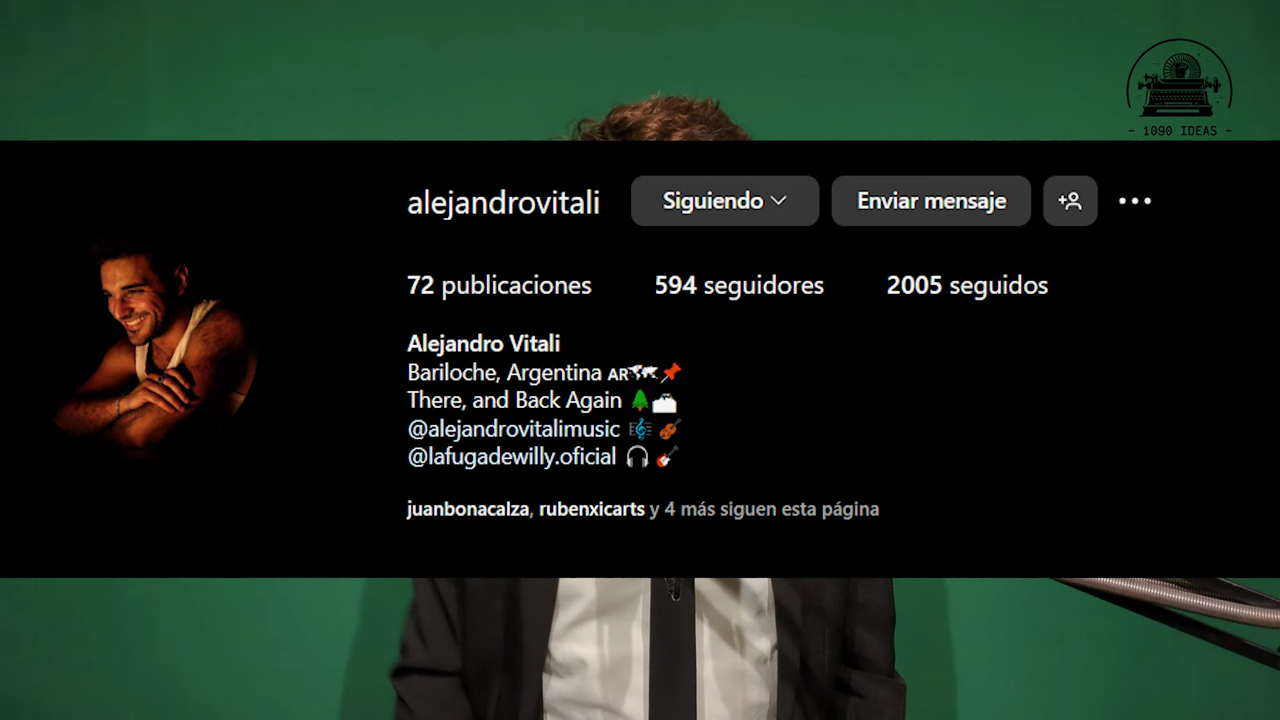 - 1090 IDEAS -
alejandrovitali Siguiendo Enviar mensaje
72 publicaciones 594 seguidores 2005 seguidos
Alejandro Vitali
Bariloche, Argentina AR🗺📌
There, and Back Again 🌲🧳
@alejandrovitalimusic 🎼 🎻
@lafugadewilly.oficial 🎧 🎸
juanbonacalza, rubenxicarts y 4 más siguen esta página